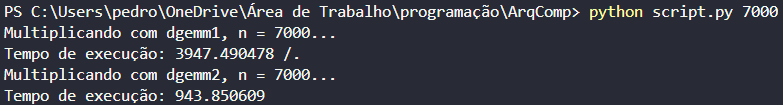 PS C:\Users\pedro\OneDrive\Área de Trabalho\programação\ArqComp> python script.py 7000
Multiplicando com dgemm1, n = 7000...
Tempo de execução: 3947.490478 /.
Multiplicando com dgemm2, n = 7000...
Tempo de execução: 943.850609